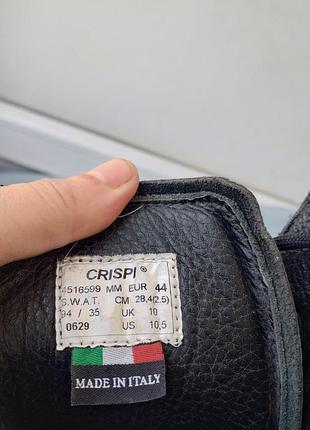 CRISPI ®
4516599 MM EUR 44
S.W.A.T. CM 28,4(2.5)
94 / 35 UK 10
0629 US 10,5
MADE IN ITALY